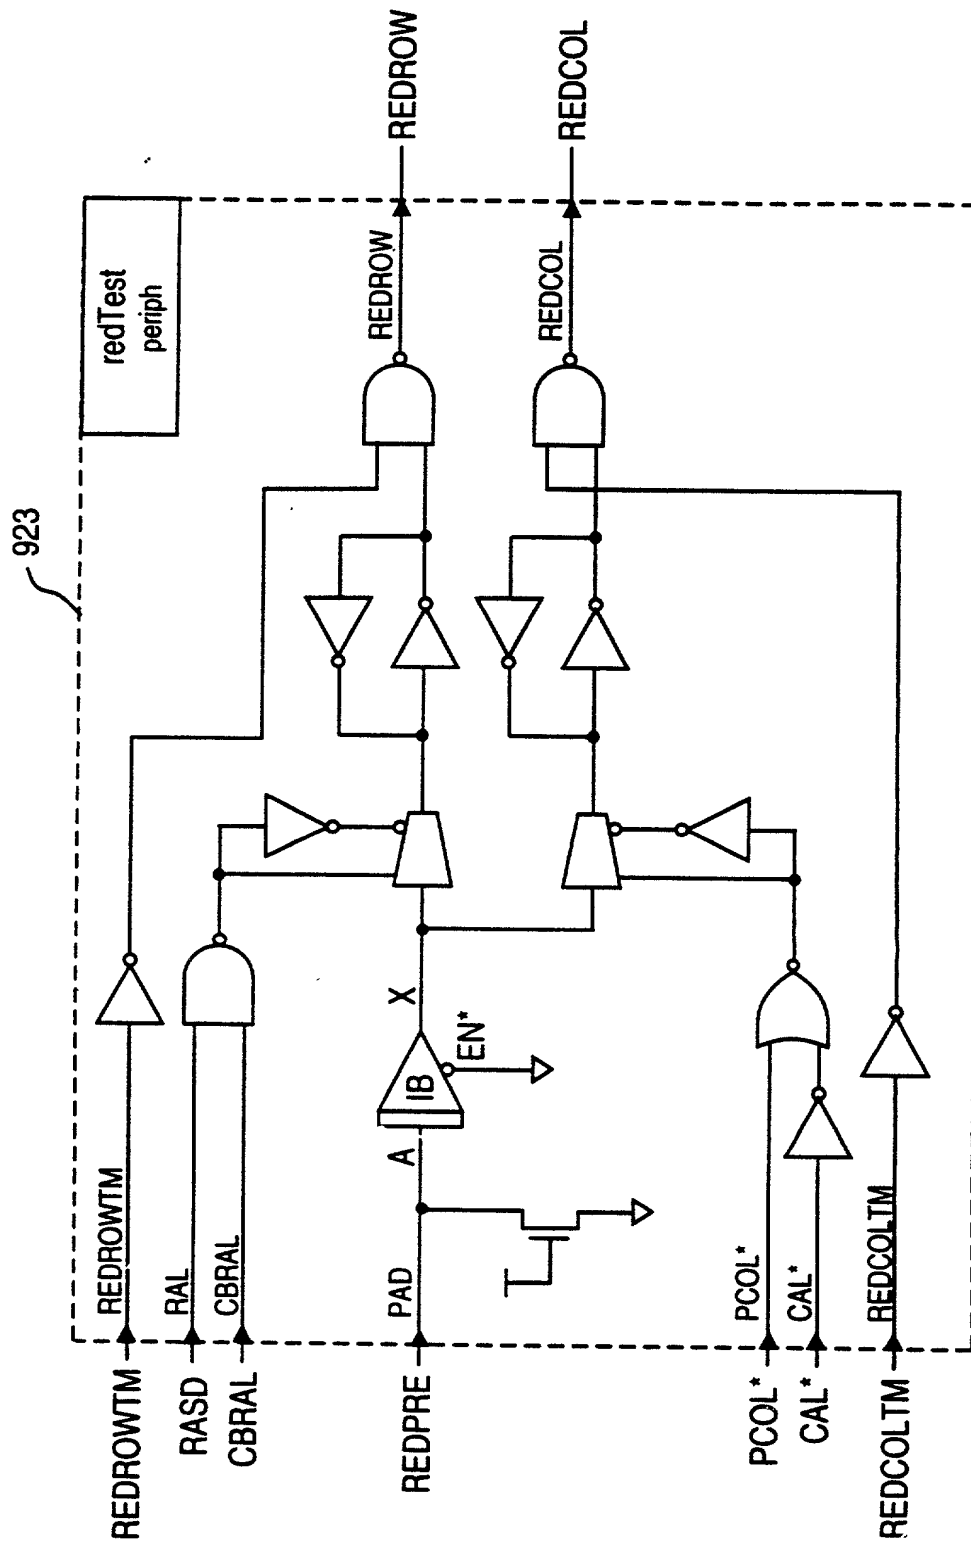 923
redTest
periph
REDROWTM
REDROWTM
RASD
RAL
CBRAL
CBRAL
REDPRE
PAD
A
IB
X
EN*
PCOL*
PCOL*
CAL*
CAL*
REDCOLTM
REDCOLTM
REDROW
REDROW
REDCOL
REDCOL